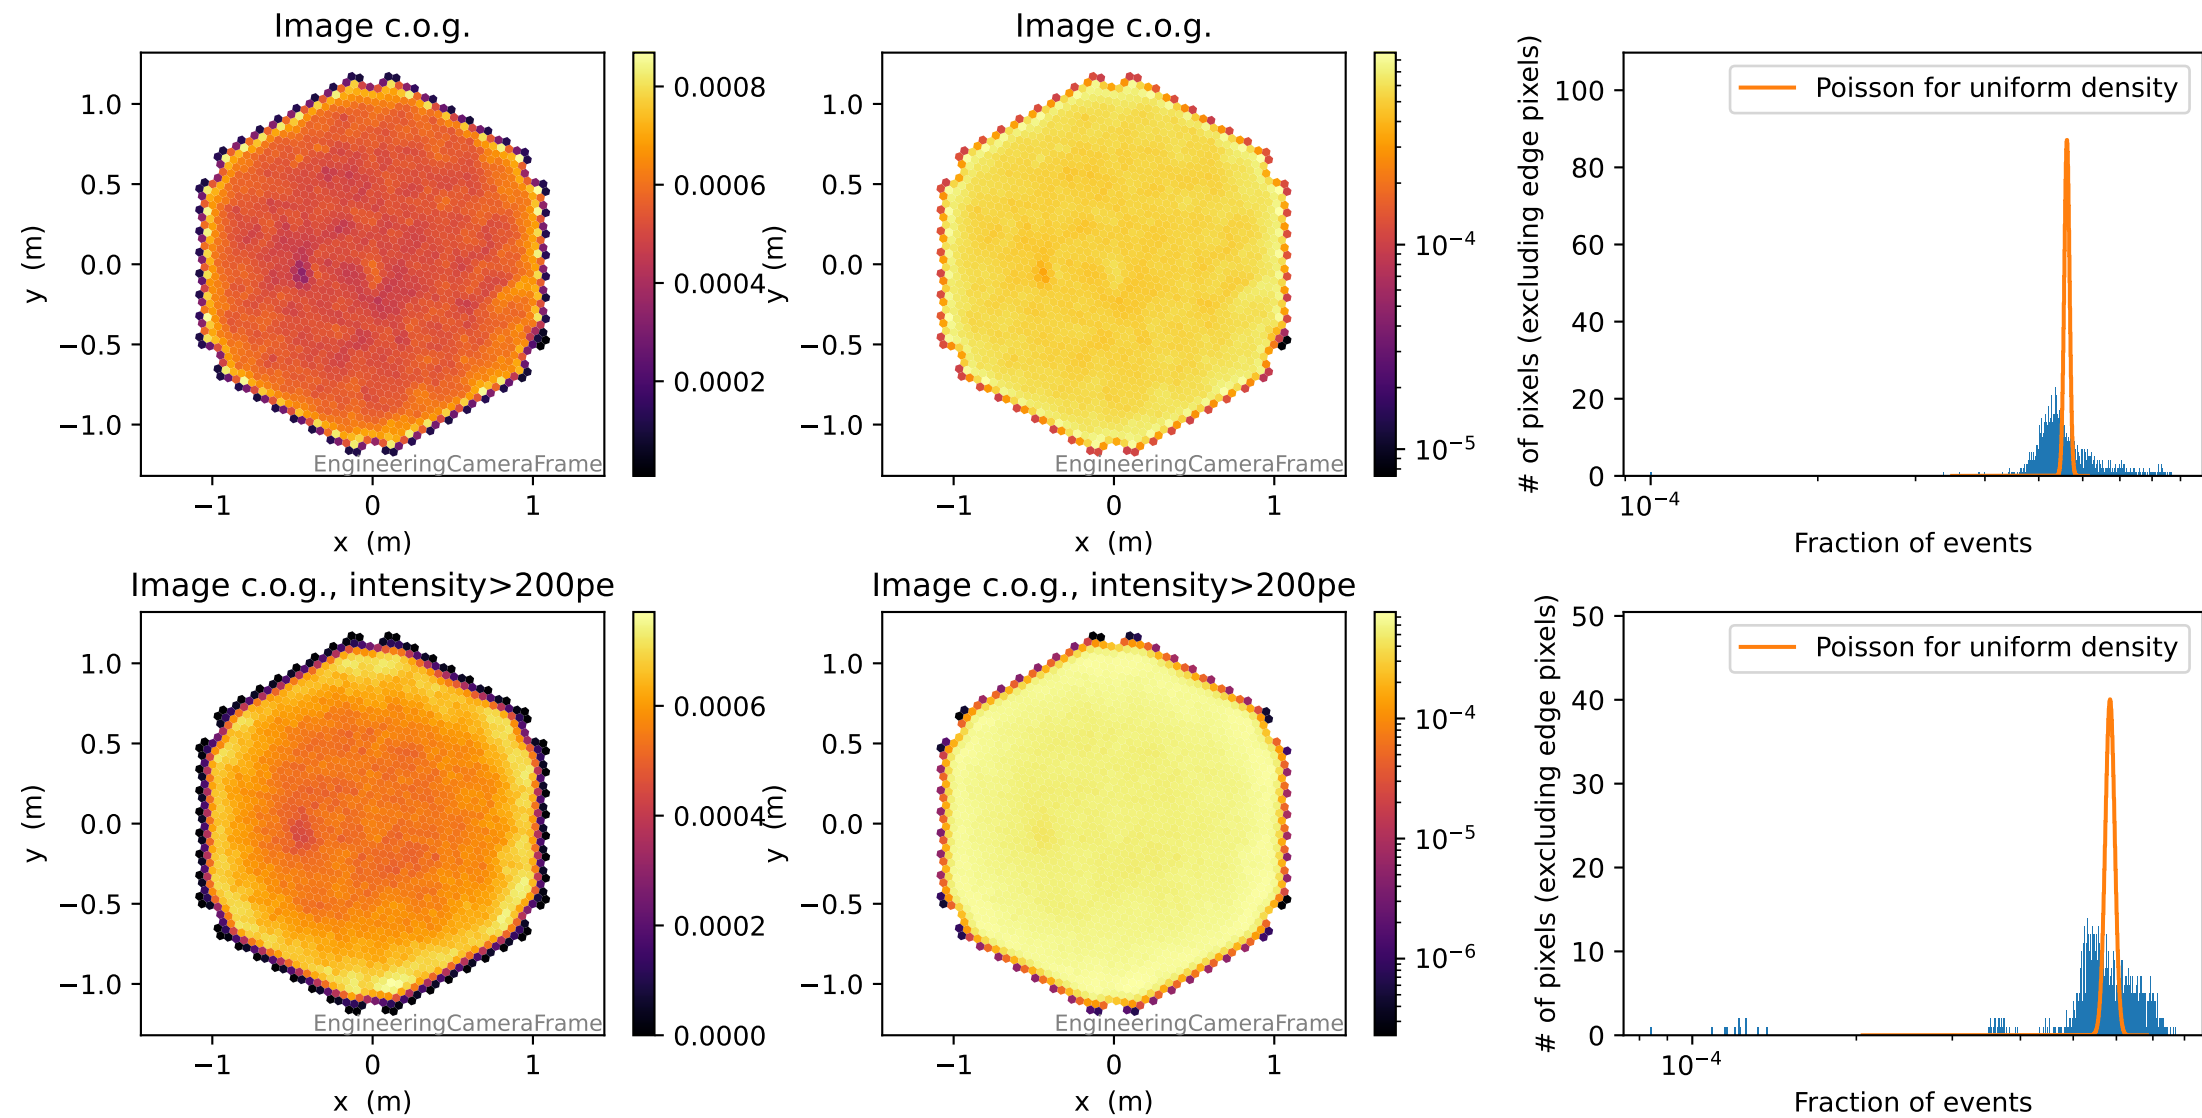 Image c.o.g.
1.0
0.5
0.0
−0.5
−1.0
y (m)
−1
0
1
x (m)
EngineeringCameraFrame
0.0008
0.0006
0.0004
0.0002
Image c.o.g.
1.0
0.5
0.0
−0.5
−1.0
y (m)
−1
0
1
x (m)
EngineeringCameraFrame
10⁻⁴
10⁻⁵
# of pixels (excluding edge pixels)
100
80
60
40
20
0
Poisson for uniform density
10⁻⁴
Fraction of events
Image c.o.g., intensity>200pe
1.0
0.5
0.0
−0.5
−1.0
y (m)
−1
0
1
x (m)
EngineeringCameraFrame
0.0006
0.0004
0.0002
0.0000
Image c.o.g., intensity>200pe
1.0
0.5
0.0
−0.5
−1.0
y (m)
−1
0
1
x (m)
EngineeringCameraFrame
10⁻⁴
10⁻⁵
10⁻⁶
# of pixels (excluding edge pixels)
50
40
30
20
10
0
Poisson for uniform density
10⁻⁴
Fraction of events